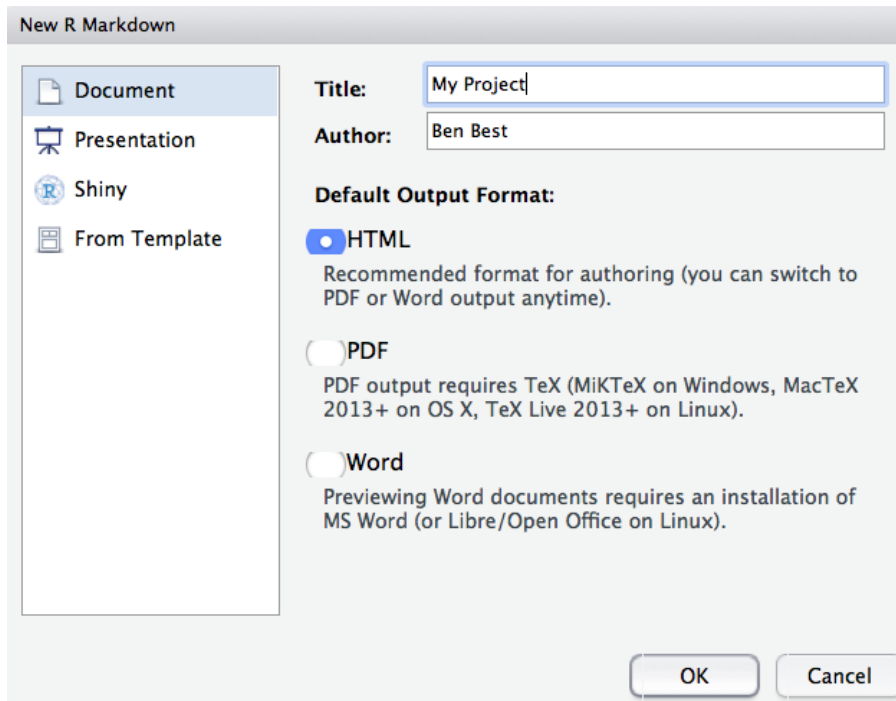 New R Markdown
Document
Presentation
Shiny
From Template
Title:
My Project
Author:
Ben Best
Default Output Format:
HTML
Recommended format for authoring (you can switch to
PDF or Word output anytime).
PDF
PDF output requires TeX (MiKTeX on Windows, MacTeX
2013+ on OS X, TeX Live 2013+ on Linux).
Word
Previewing Word documents requires an installation of
MS Word (or Libre/Open Office on Linux).
OK
Cancel